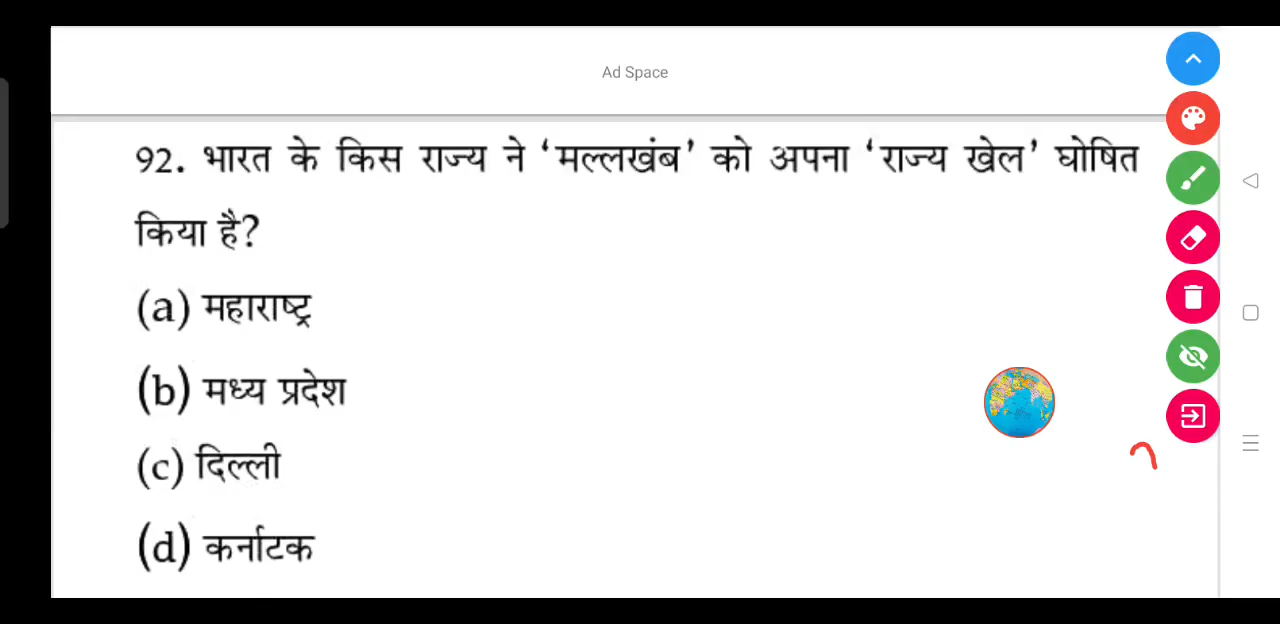 Ad Space
92. भारत के किस राज्य ने ‘मल्लखंब’ को अपना ‘राज्य खेल’ घोषित
किया है?
(a) महाराष्ट्र
(b) मध्य प्रदेश
(c) दिल्ली
(d) कर्नाटक